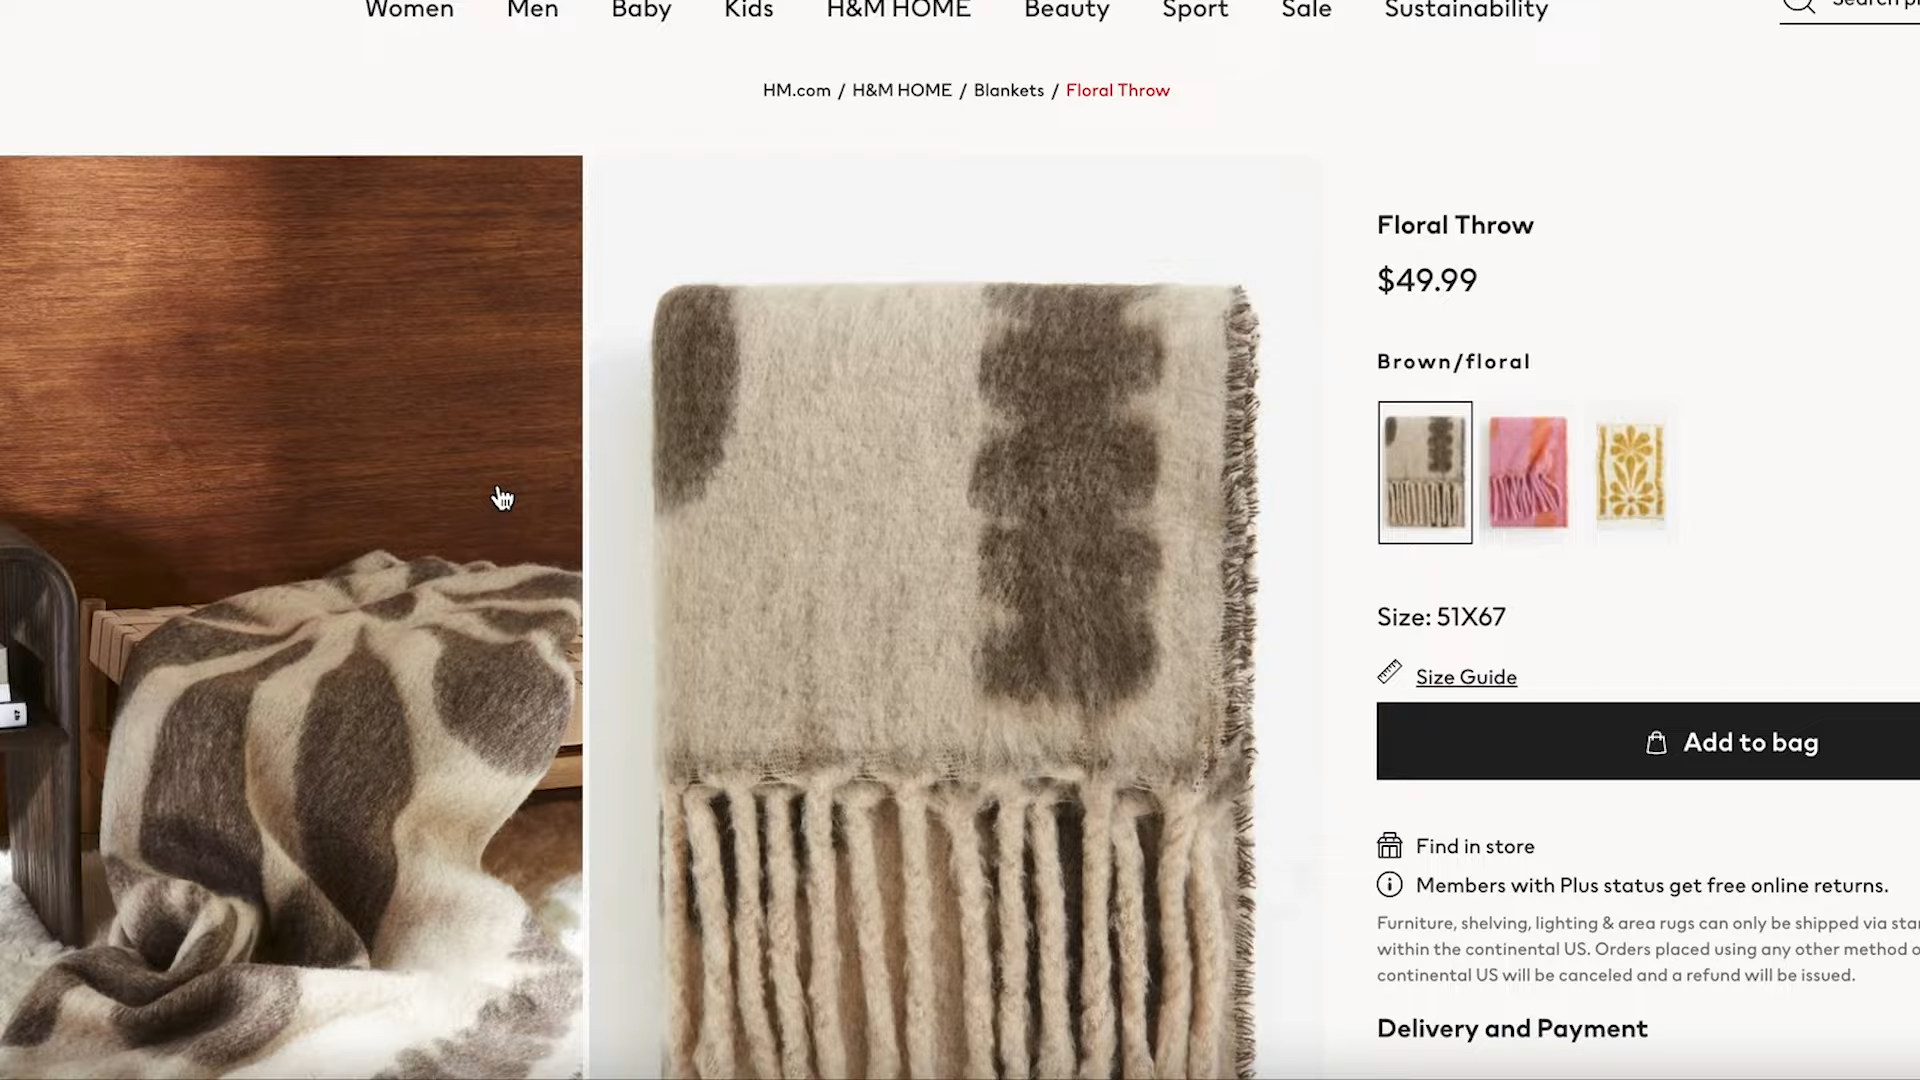 Women Men Baby Kids H&M HOME Beauty Sport Sale Sustainability
HM.com / H&M HOME / Blankets / Floral Throw
Floral Throw
$49.99
Brown/floral
Size: 51X67
Size Guide
Add to bag
Find in store
Members with Plus status get free online returns.
Furniture, shelving, lighting & area rugs can only be shipped via
within the continental US. Orders placed using any other method
continental US will be canceled and a refund will be issued.
Delivery and Payment